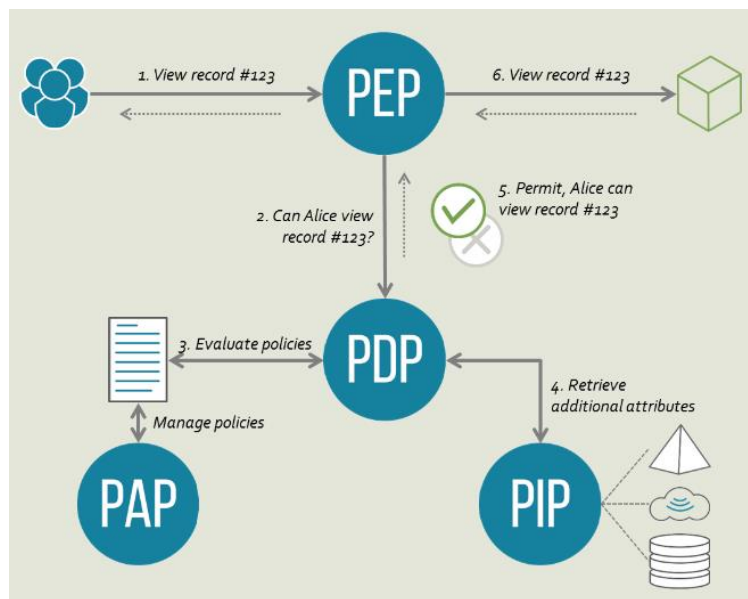 1. View record #123
PEP
6. View record #123
2. Can Alice view
record #123?
5. Permit, Alice can
view record #123
3. Evaluate policies
PDP
4. Retrieve
additional attributes
Manage policies
PAP
PIP